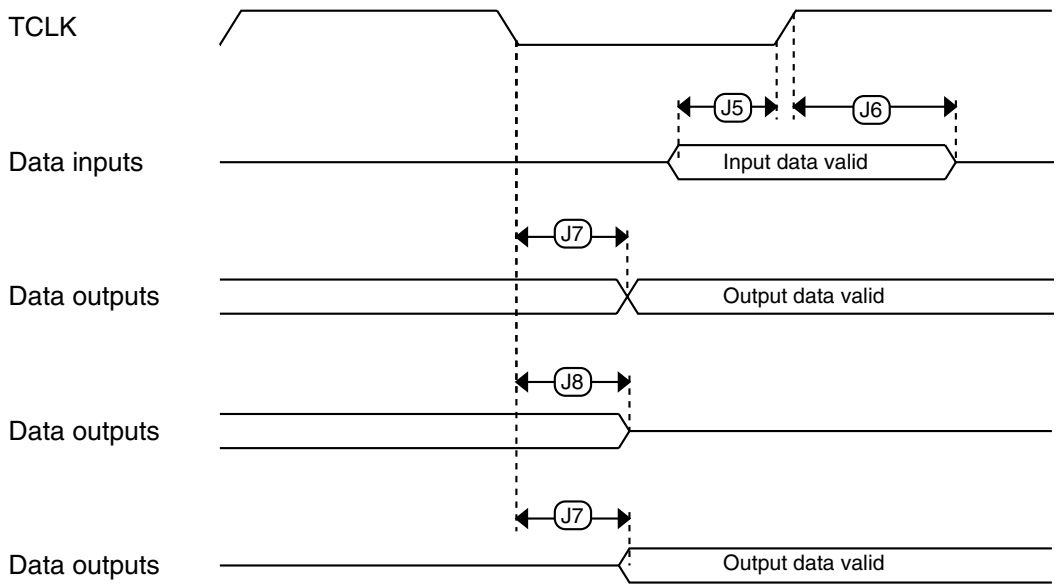 TCLK
J5
J6
Data inputs
Input data valid
J7
Data outputs
Output data valid
J8
Data outputs
J7
Data outputs
Output data valid